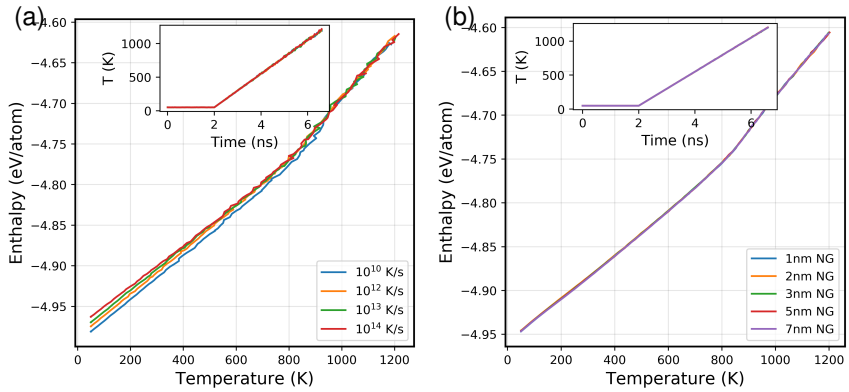 (a)
−4.60
−4.65
−4.70
−4.75
−4.80
−4.85
−4.90
−4.95
Enthalpy (eV/atom)
0
200
400
600
800
1000
1200
Temperature (K)
T (K)
1000
500
0
0
2
4
6
Time (ns)
10¹⁰ K/s
10¹² K/s
10¹³ K/s
10¹⁴ K/s
(b)
−4.60
−4.65
−4.70
−4.75
−4.80
−4.85
−4.90
−4.95
Enthalpy (eV/atom)
0
200
400
600
800
1000
1200
Temperature (K)
T (K)
1000
500
0
0
2
4
6
Time (ns)
1nm NG
2nm NG
3nm NG
5nm NG
7nm NG